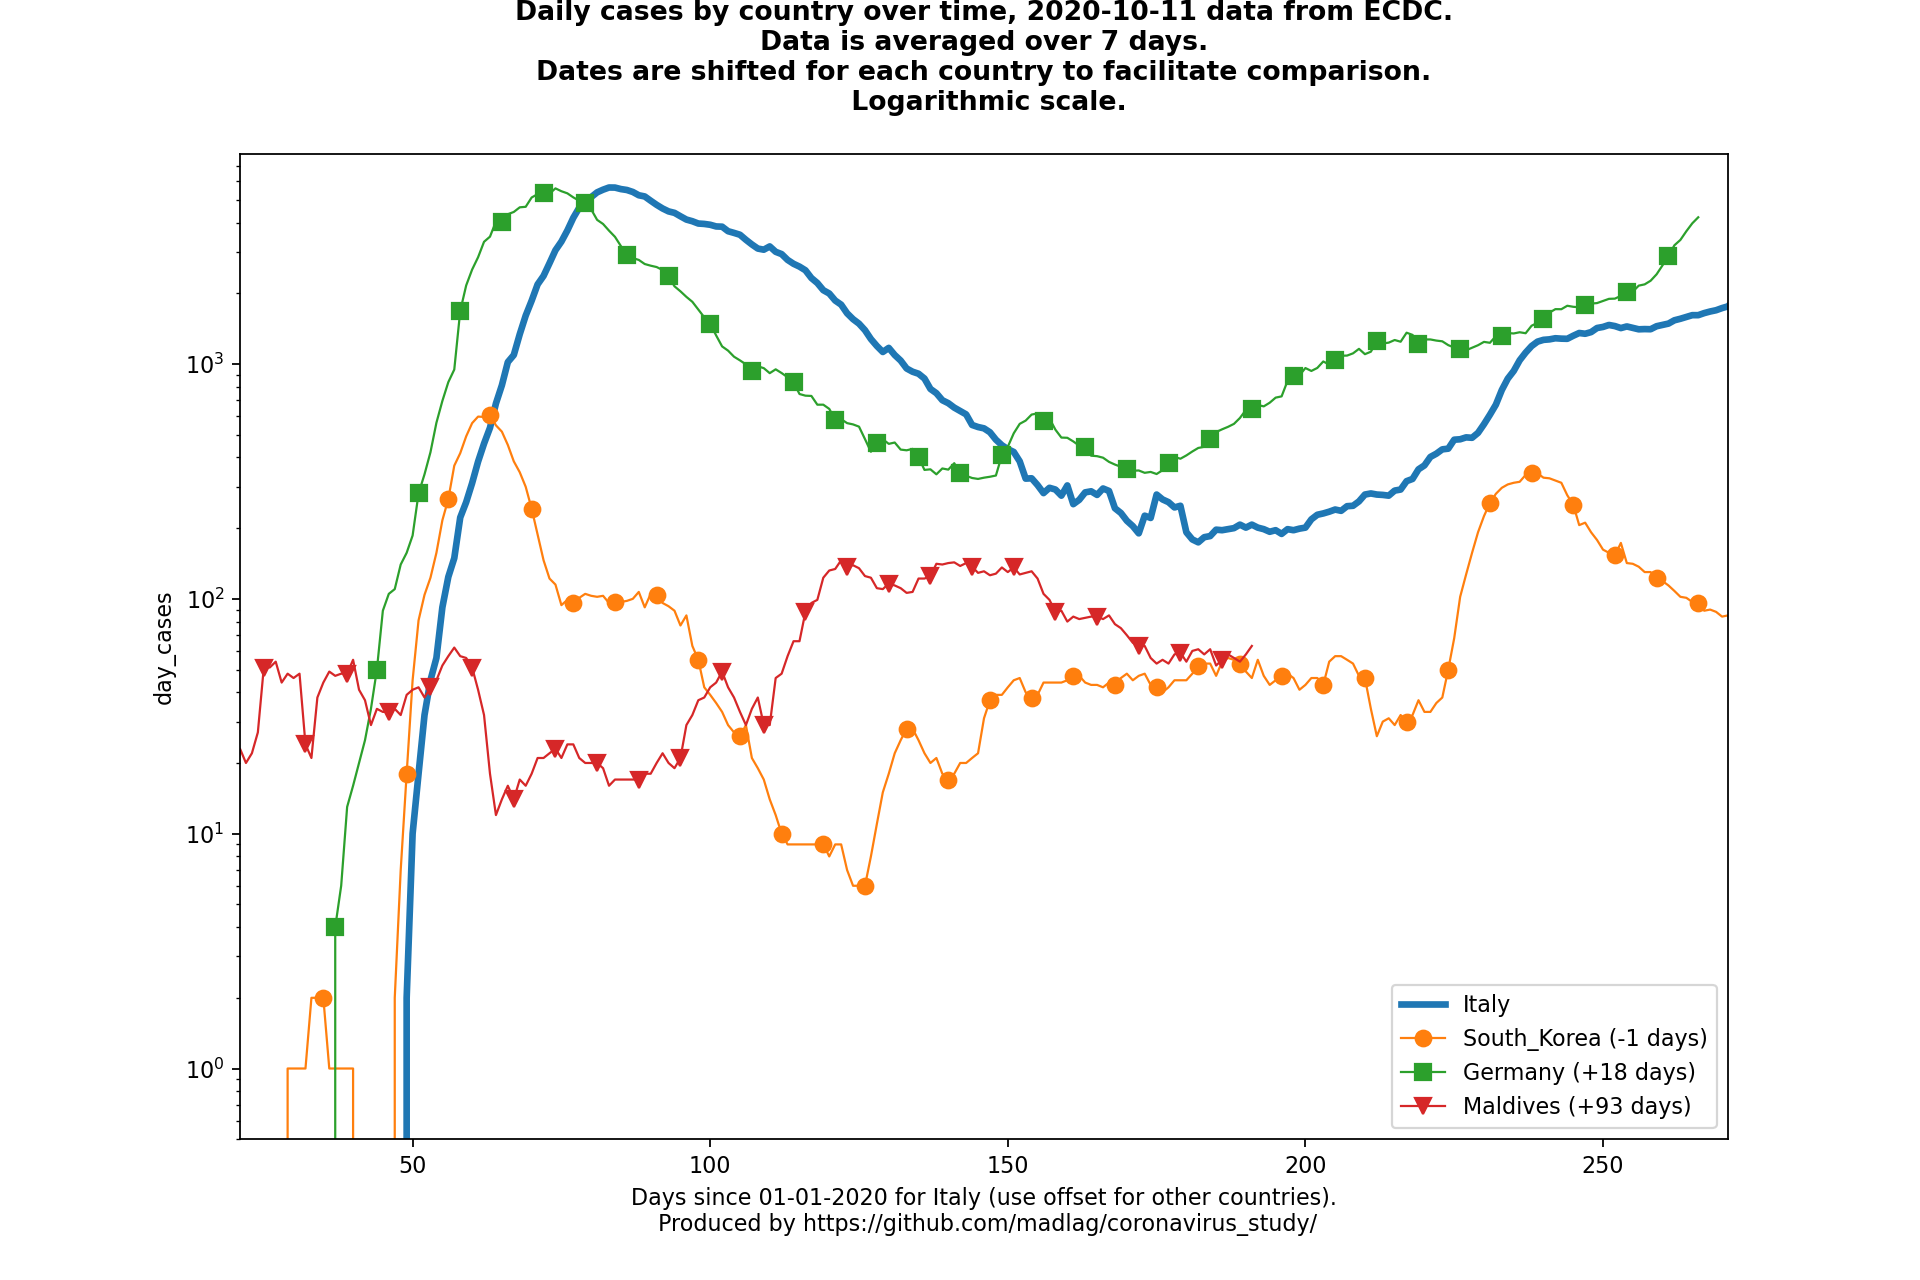 Daily cases by country over time, 2020-10-11 data from ECDC.
Data is averaged over 7 days.
Dates are shifted for each country to facilitate comparison.
Logarithmic scale.
day_cases
10³
10²
10¹
10⁰
50
100
150
200
250
Italy
South_Korea (-1 days)
Germany (+18 days)
Maldives (+93 days)
Days since 01-01-2020 for Italy (use offset for other countries).
Produced by https://github.com/madlag/coronavirus_study/